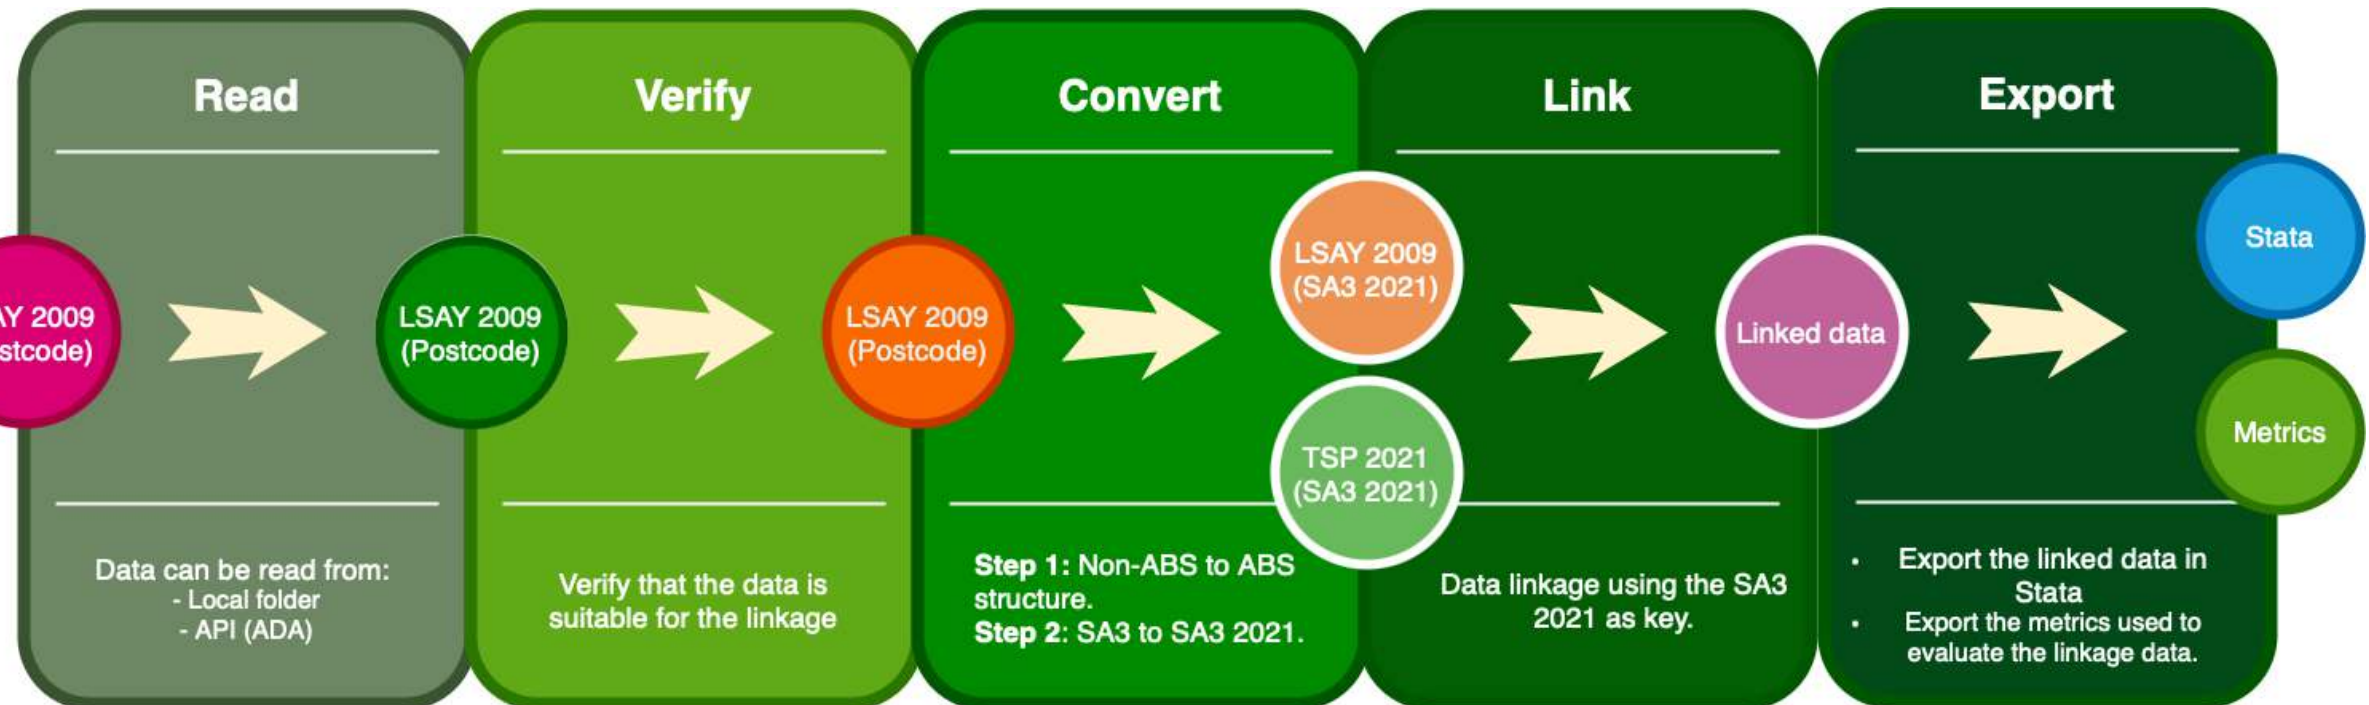 Read
Verify
Convert
Link
Export
AY 2009
stcode)
LSAY 2009
(Postcode)
LSAY 2009
(Postcode)
LSAY 2009
(SA3 2021)
TSP 2021
(SA3 2021)
Linked data
Stata
Metrics
Data can be read from:
- Local folder
- API (ADA)
Verify that the data is
suitable for the linkage
Step 1: Non-ABS to ABS
structure.
Step 2: SA3 to SA3 2021.
Data linkage using the SA3
2021 as key.
• Export the linked data in
Stata
• Export the metrics used to
evaluate the linkage data.